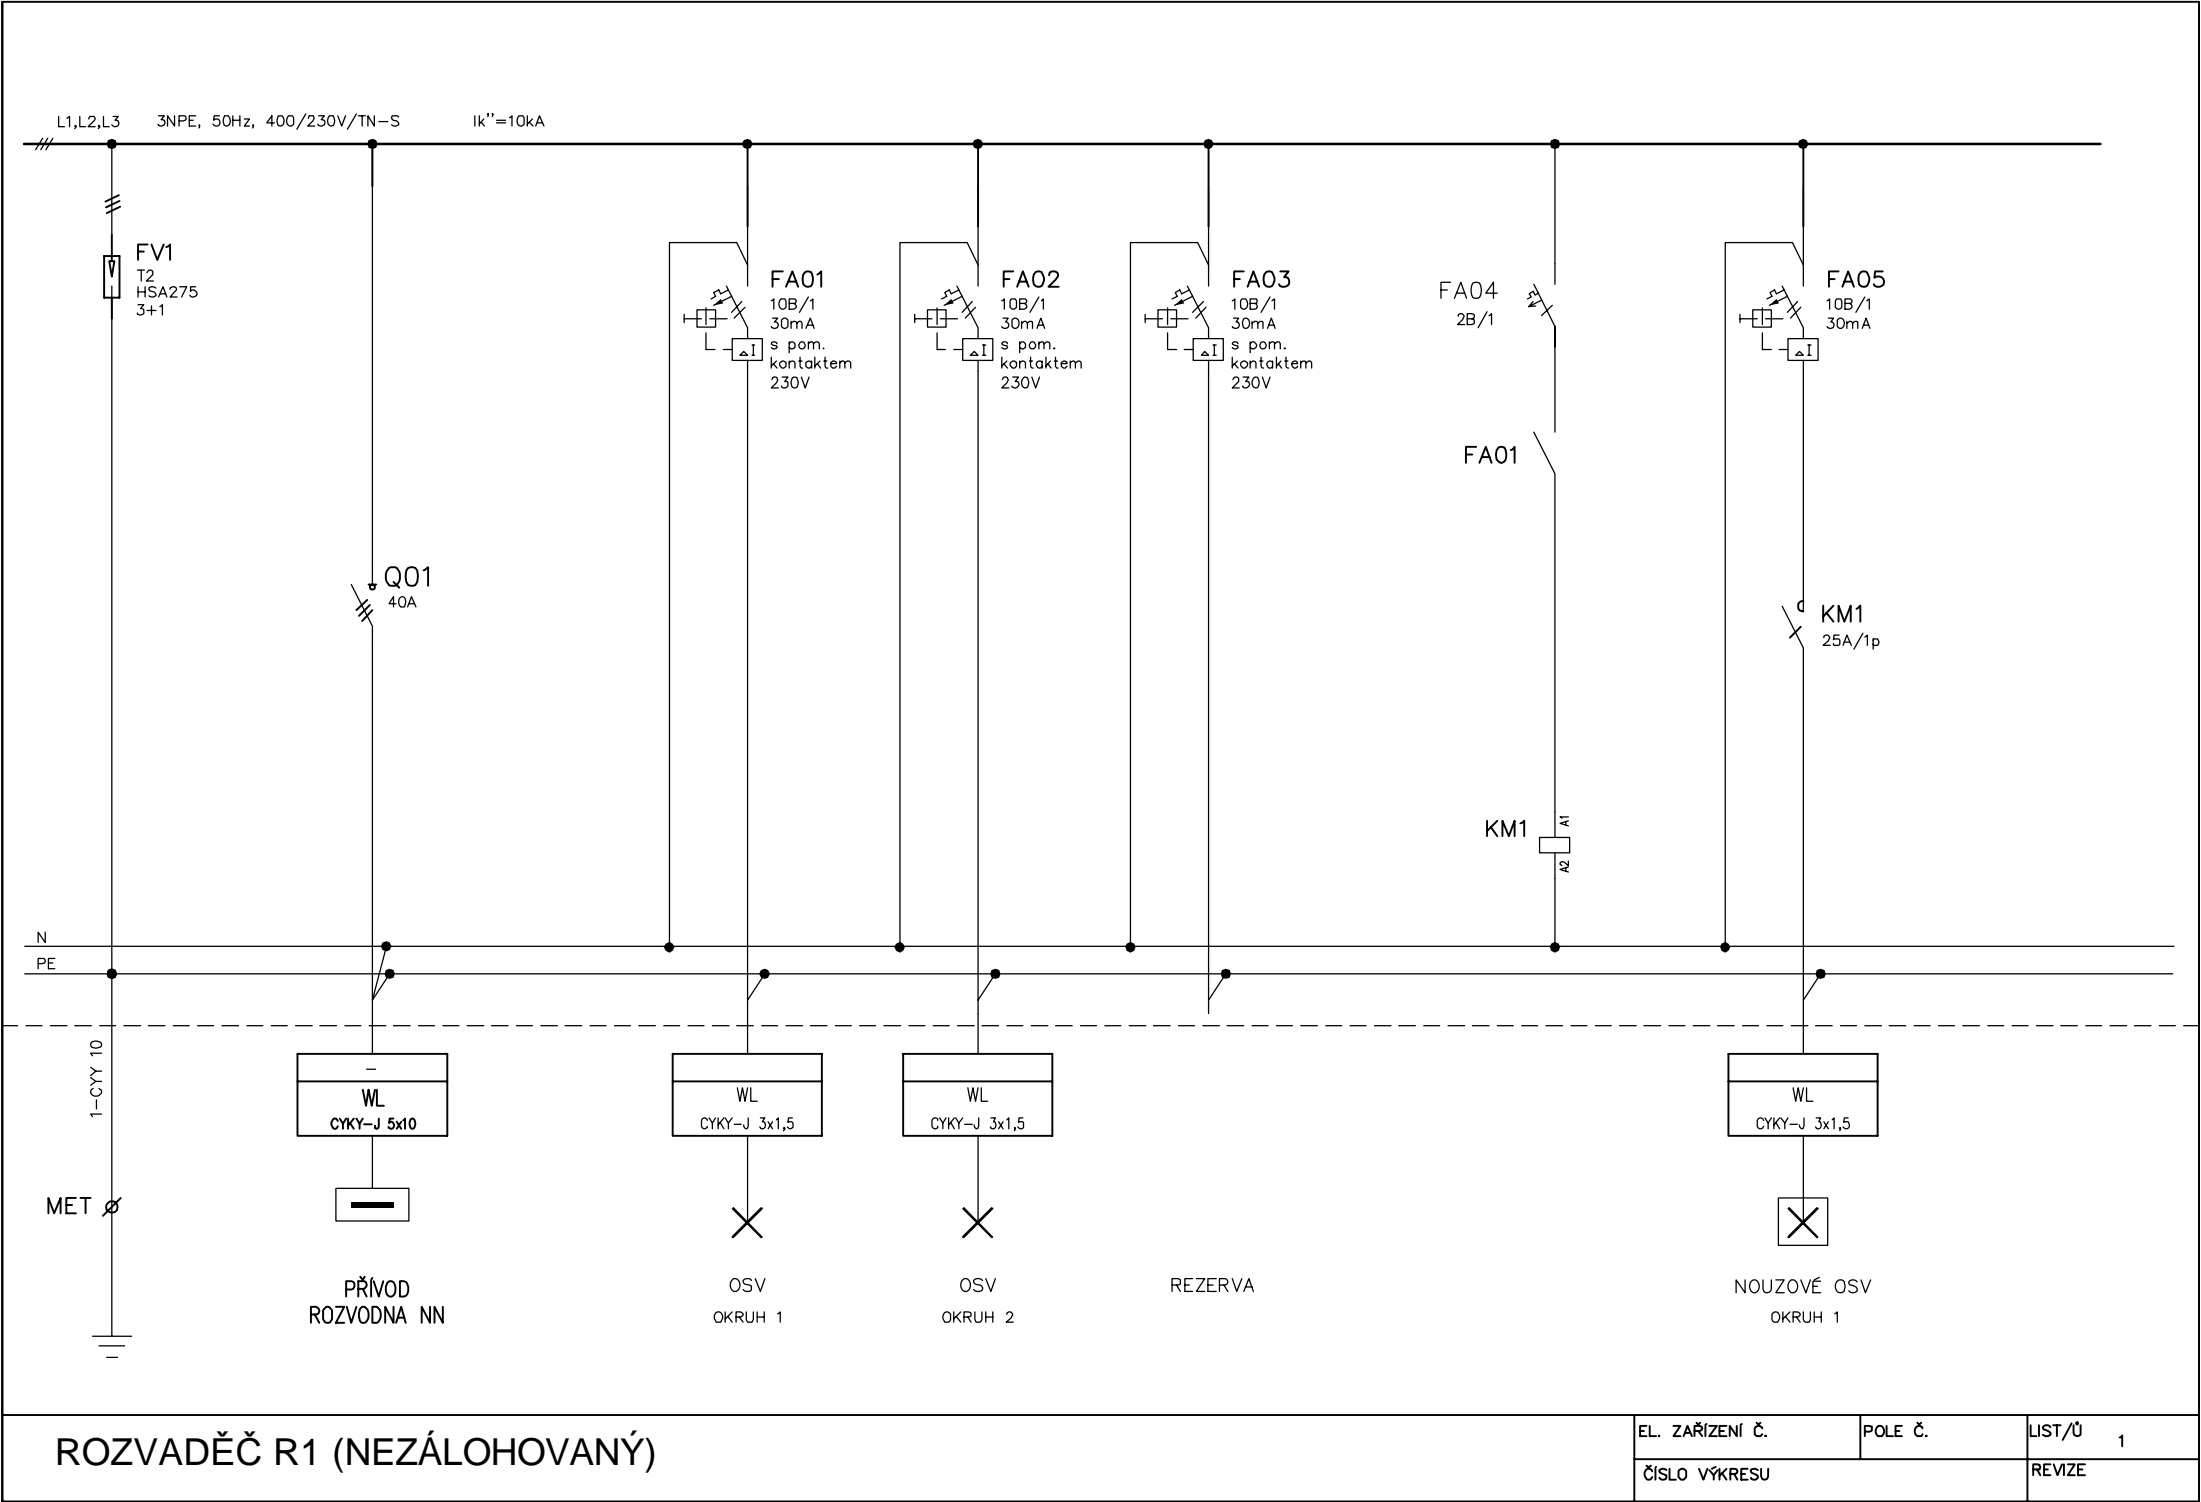 L1,L2,L3 3NPE, 50Hz, 400/230V/TN-S Ik''=10kA
FV1
T2
HSA275
3+1
Q01
40A
FA01
10B/1
30mA
s pom.
kontaktem
230V
FA02
10B/1
30mA
s pom.
kontaktem
230V
FA03
10B/1
30mA
s pom.
kontaktem
230V
FA04
2B/1
FA01
KM1
A1
A2
FA05
10B/1
30mA
KM1
25A/1p
ΔI
ΔI
ΔI
ΔI
N
PE
1-CYY 10
MET
-
WL
CYKY-J 5x10
PŘÍVOD
ROZVODNA NN
WL
CYKY-J 3x1,5
OSV
OKRUH 1
WL
CYKY-J 3x1,5
OSV
OKRUH 2
REZERVA
WL
CYKY-J 3x1,5
NOUZOVÉ OSV
OKRUH 1
ROZVADĚČ R1 (NEZÁLOHOVANÝ)
EL. ZAŘÍZENÍ Č.
POLE Č.
LIST/Ů 1
ČÍSLO VÝKRESU
REVIZE